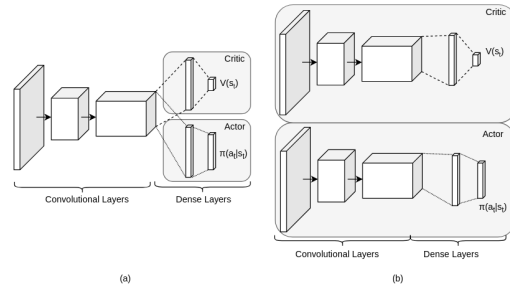 Critic
V(sₜ)
Actor
π(aₜ|sₜ)
Convolutional Layers
Dense Layers
(a)
Critic
V(sₜ)
Actor
π(aₜ|sₜ)
Convolutional Layers
Dense Layers
(b)